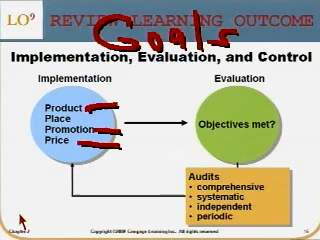 LO9 REVIEW LEARNING OUTCOME
Goals
Implementation, Evaluation, and Control
Implementation Evaluation
Product
Place
Promotion
Price
Objectives met?
Audits
• comprehensive
• systematic
• independent
• periodic
Chapter 2 Copyright ©2009 Cengage Learning Inc. All rights reserved 16